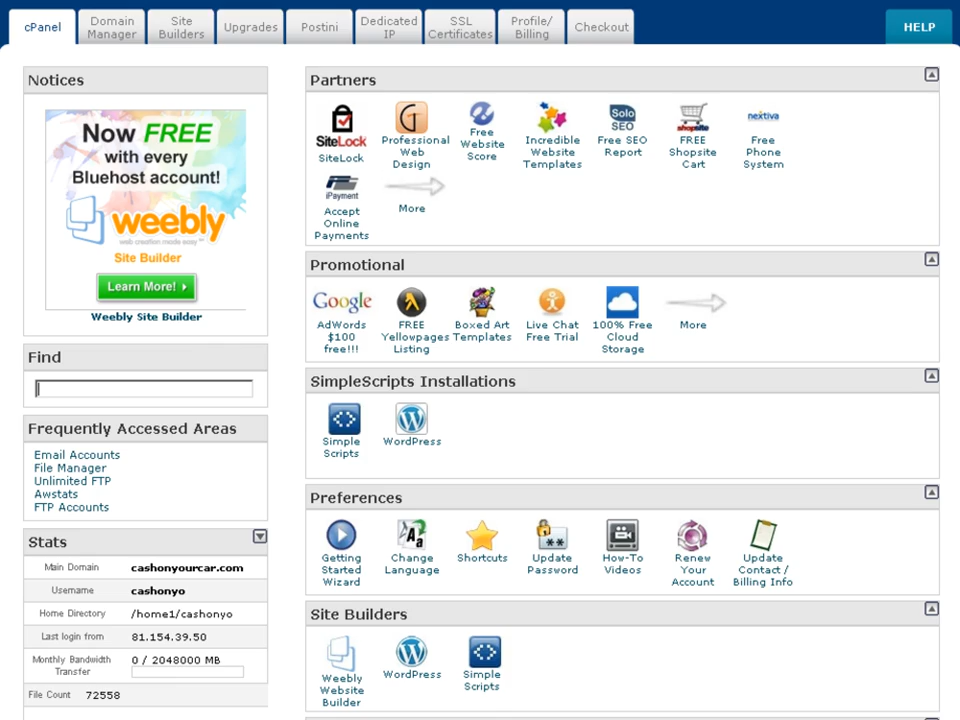 cPanel
Domain
Manager
Site
Builders
Upgrades
Postini
Dedicated
IP
SSL
Certificates
Profile/
Billing
Checkout
HELP
Notices
Now FREE
with every
Bluehost account!
weebly
web creation made easy™
Site Builder
Learn More!
Weebly Site Builder
Find
Frequently Accessed Areas
Email Accounts
File Manager
Unlimited FTP
Awstats
FTP Accounts
Stats
Main Domain cashonyourcar.com
Username cashonyo
Home Directory /home1/cashonyo
Last login from 81.154.39.50
Monthly Bandwidth
Transfer
0 / 2048000 MB
File Count 72558
Partners
SiteLock
SiteLock
Professional
Web
Design
Free
Website
Score
Incredible
Website
Templates
Solo
SEO
Free SEO
Report
shopsite
FREE
Shopsite
Cart
nextiva
Free
Phone
System
iPayment
Accept
Online
Payments
More
Promotional
Google
AdWords
$100
free!!!
FREE
Yellowpages
Listing
Boxed Art
Templates
Live Chat
Free Trial
100% Free
Cloud
Storage
More
SimpleScripts Installations
Simple
Scripts
WordPress
Preferences
Getting
Started
Wizard
Change
Language
Shortcuts
Update
Password
How-To
Videos
Renew
Your
Account
Update
Contact /
Billing Info
Site Builders
Weebly
Website
Builder
WordPress
Simple
Scripts